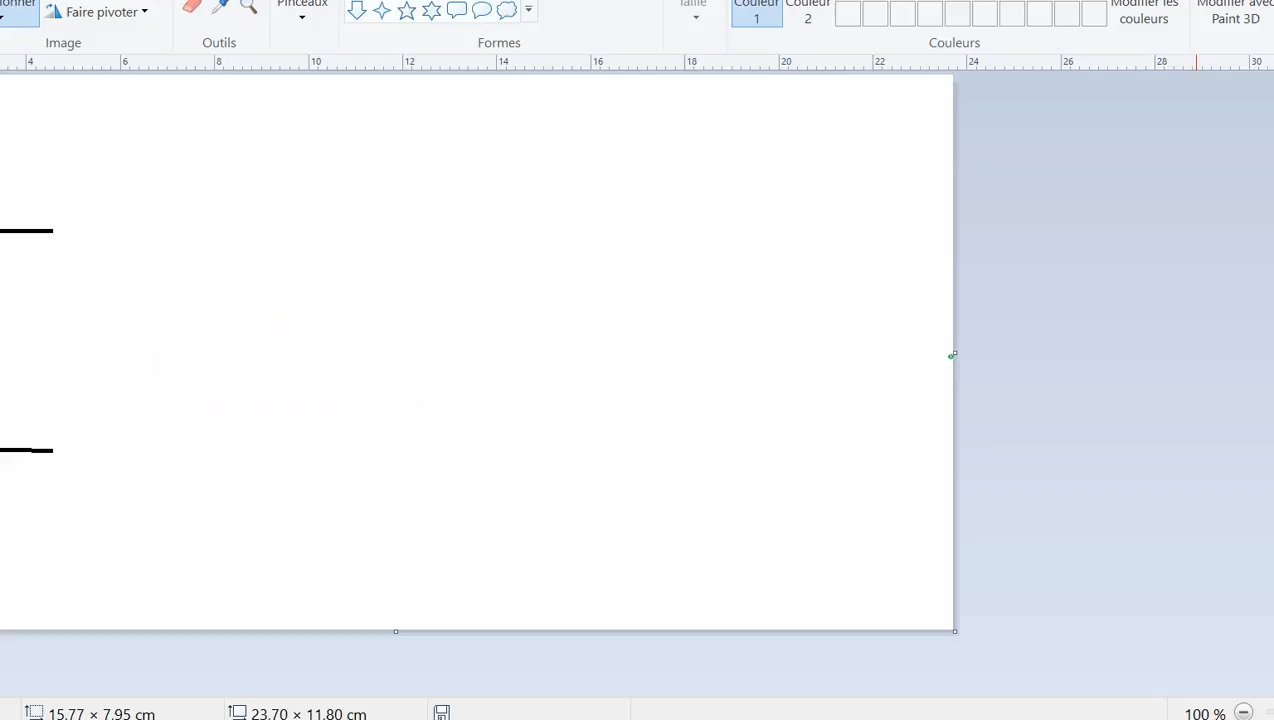 ionner
Faire pivoter
Pinceaux
Taille
Couleur
1
Couleur
2
Modifier les
couleurs
Modifier avec
Paint 3D
Image
Outils
Formes
Couleurs
4 6 8 10 12 14 16 18 20 22 24 26 28 30
15.77 × 7.95 cm
23.70 × 11.80 cm
100 %